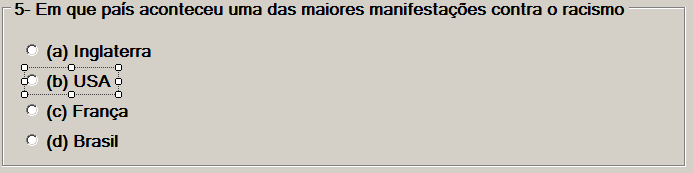 5- Em que país aconteceu uma das maiores manifestações contra o racismo
(a) Inglaterra
(b) USA
(c) França
(d) Brasil